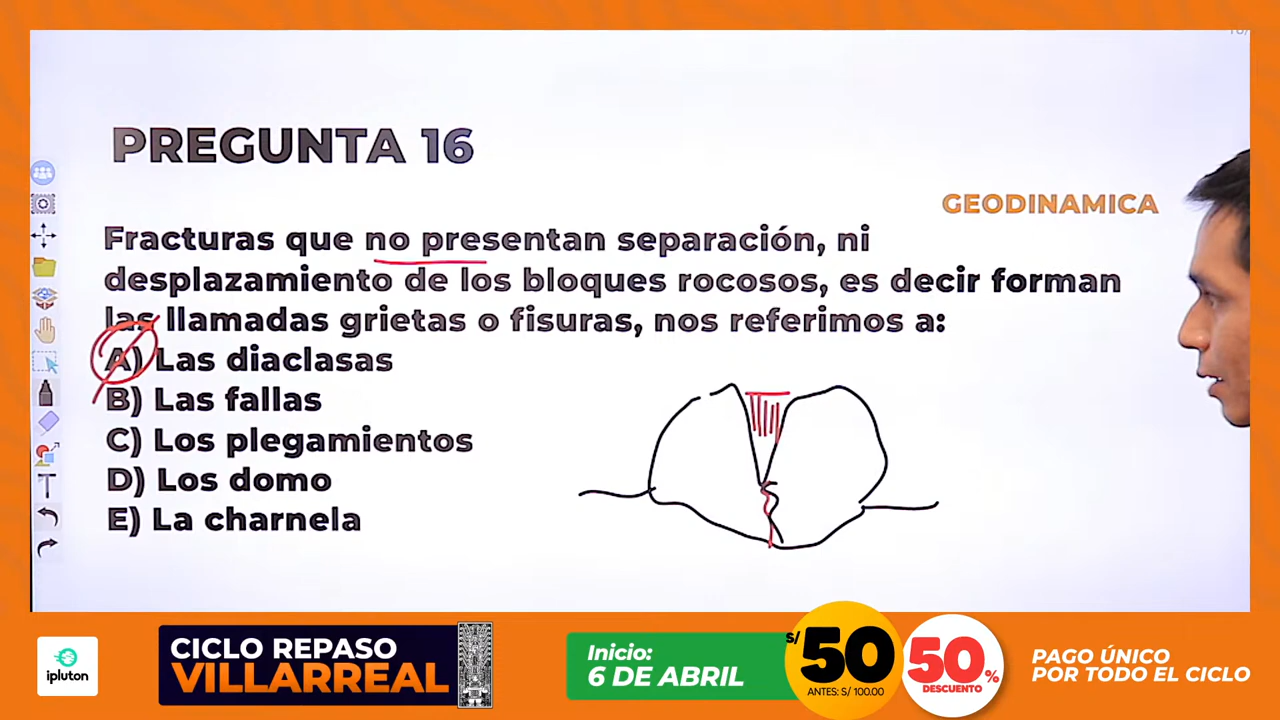 PREGUNTA 16
GEODINAMICA
Fracturas que no presentan separación, ni
desplazamiento de los bloques rocosos, es decir forman
las llamadas grietas o fisuras, nos referimos a:
A) Las diaclasas
B) Las fallas
C) Los plegamientos
D) Los domo
E) La charnela
ipluton
CICLO REPASO
VILLARREAL
Inicio:
6 DE ABRIL
S/ 50
ANTES: S/ 100.00
50%
DESCUENTO
PAGO ÚNICO
POR TODO EL CICLO